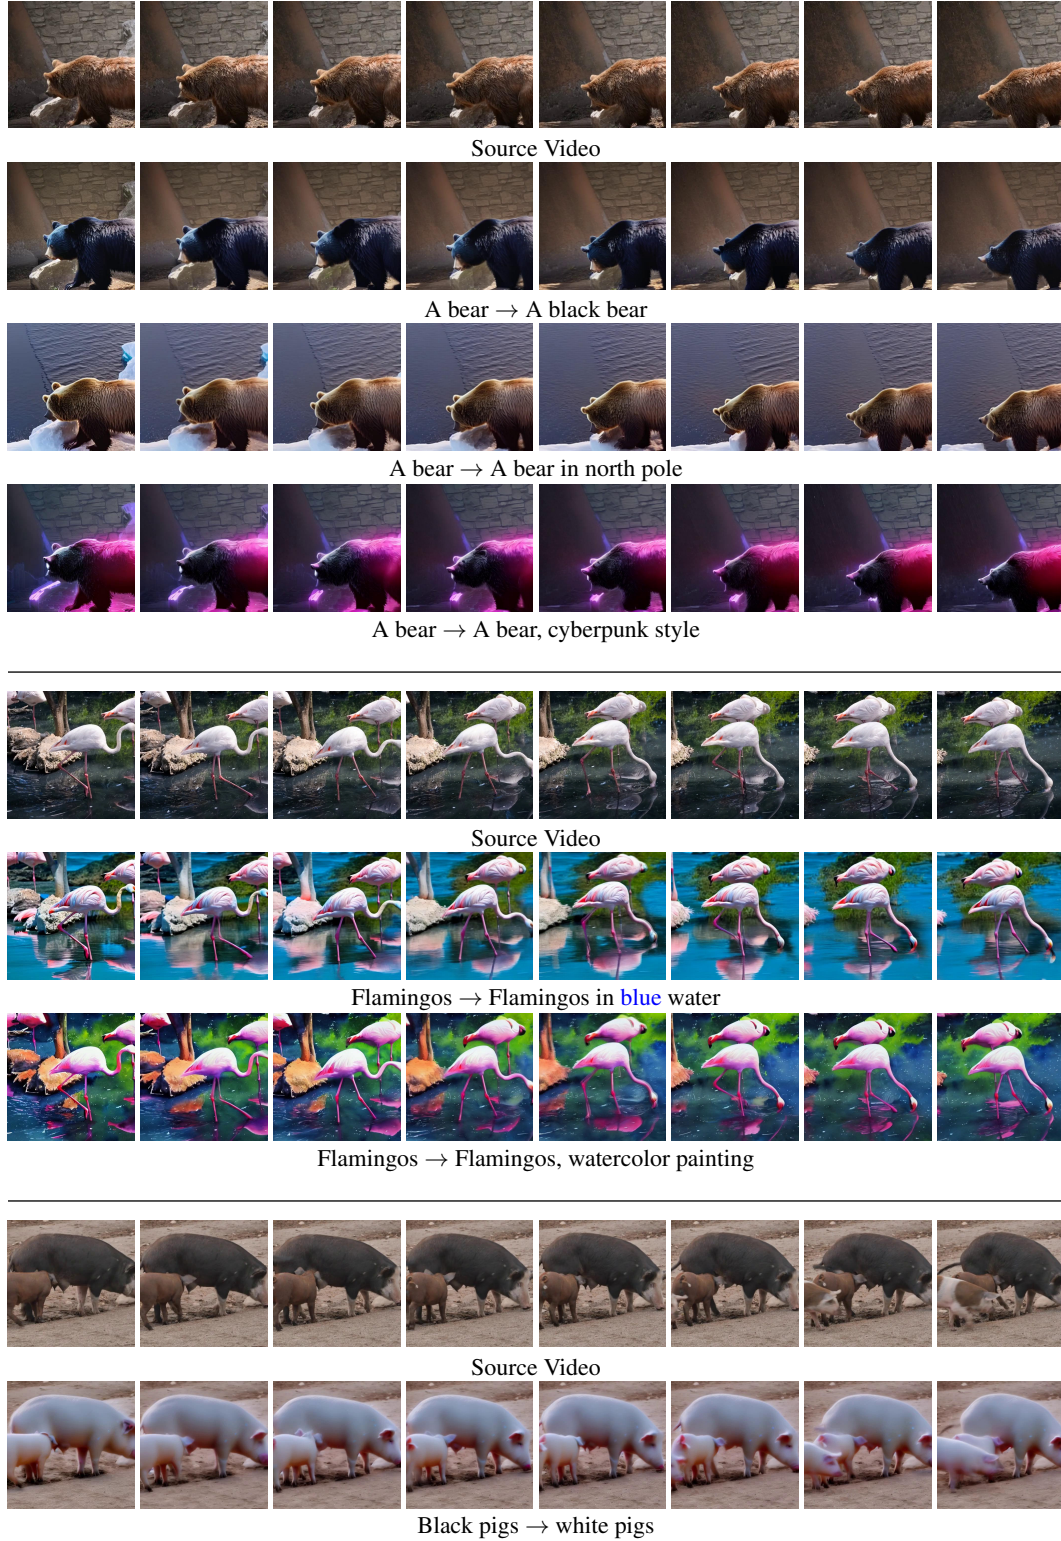 Source Video
A bear → A black bear
A bear → A bear in north pole
A bear → A bear, cyberpunk style
Source Video
Flamingos → Flamingos in blue water
Flamingos → Flamingos, watercolor painting
Source Video
Black pigs → white pigs